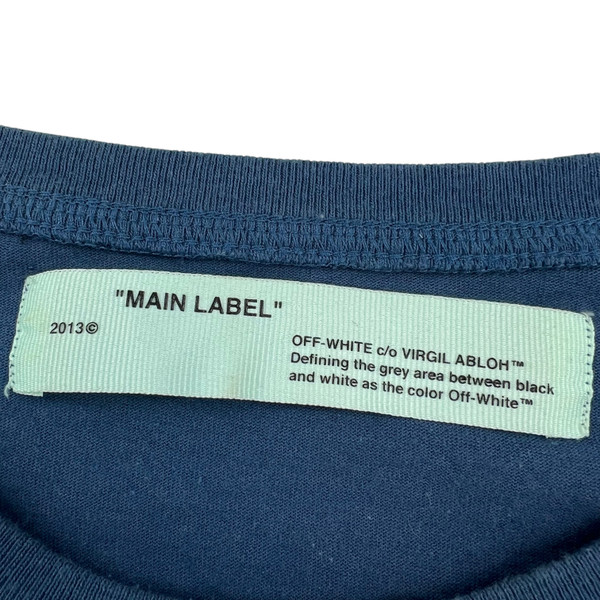 "MAIN LABEL"
2013©
OFF-WHITE c/o VIRGIL ABLOH™
Defining the grey area between black
and white as the color Off-White™